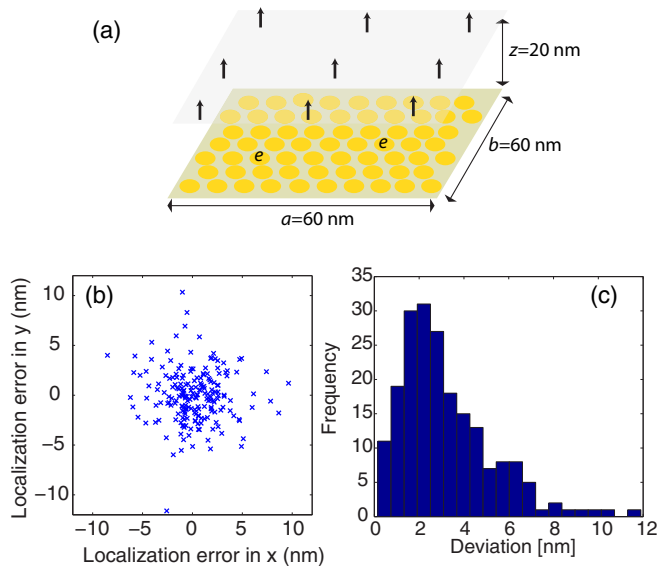 (a)
z=20 nm
e
e
b=60 nm
a=60 nm
(b)
Localization error in y (nm)
10
5
0
−5
−10
−10
−5
0
5
10
Localization error in x (nm)
(c)
Frequency
35
30
25
20
15
10
5
0
0
2
4
6
8
10
12
Deviation [nm]